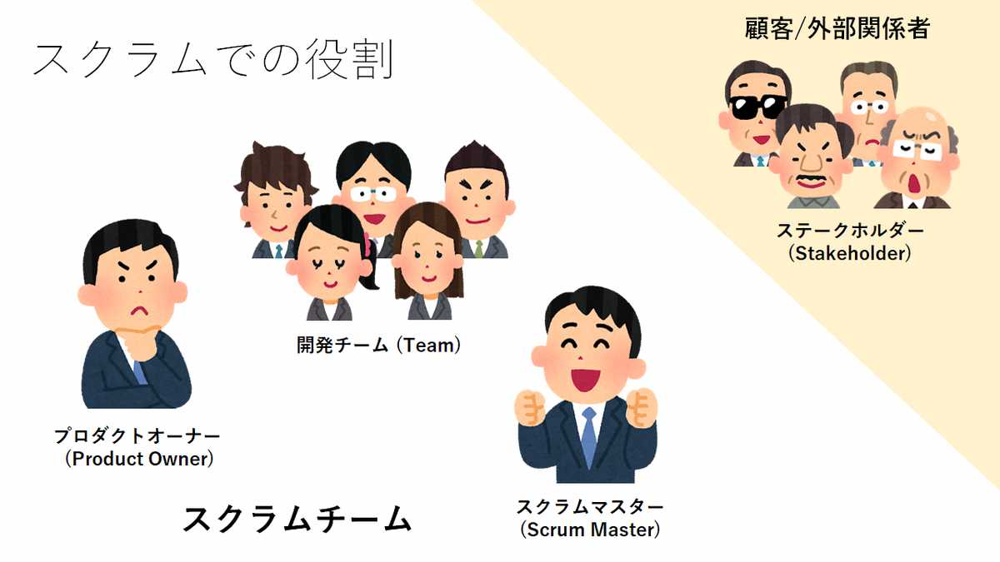 スクラムでの役割
顧客/外部関係者
ステークホルダー
(Stakeholder)
開発チーム (Team)
プロダクトオーナー
(Product Owner)
スクラムマスター
(Scrum Master)
スクラムチーム